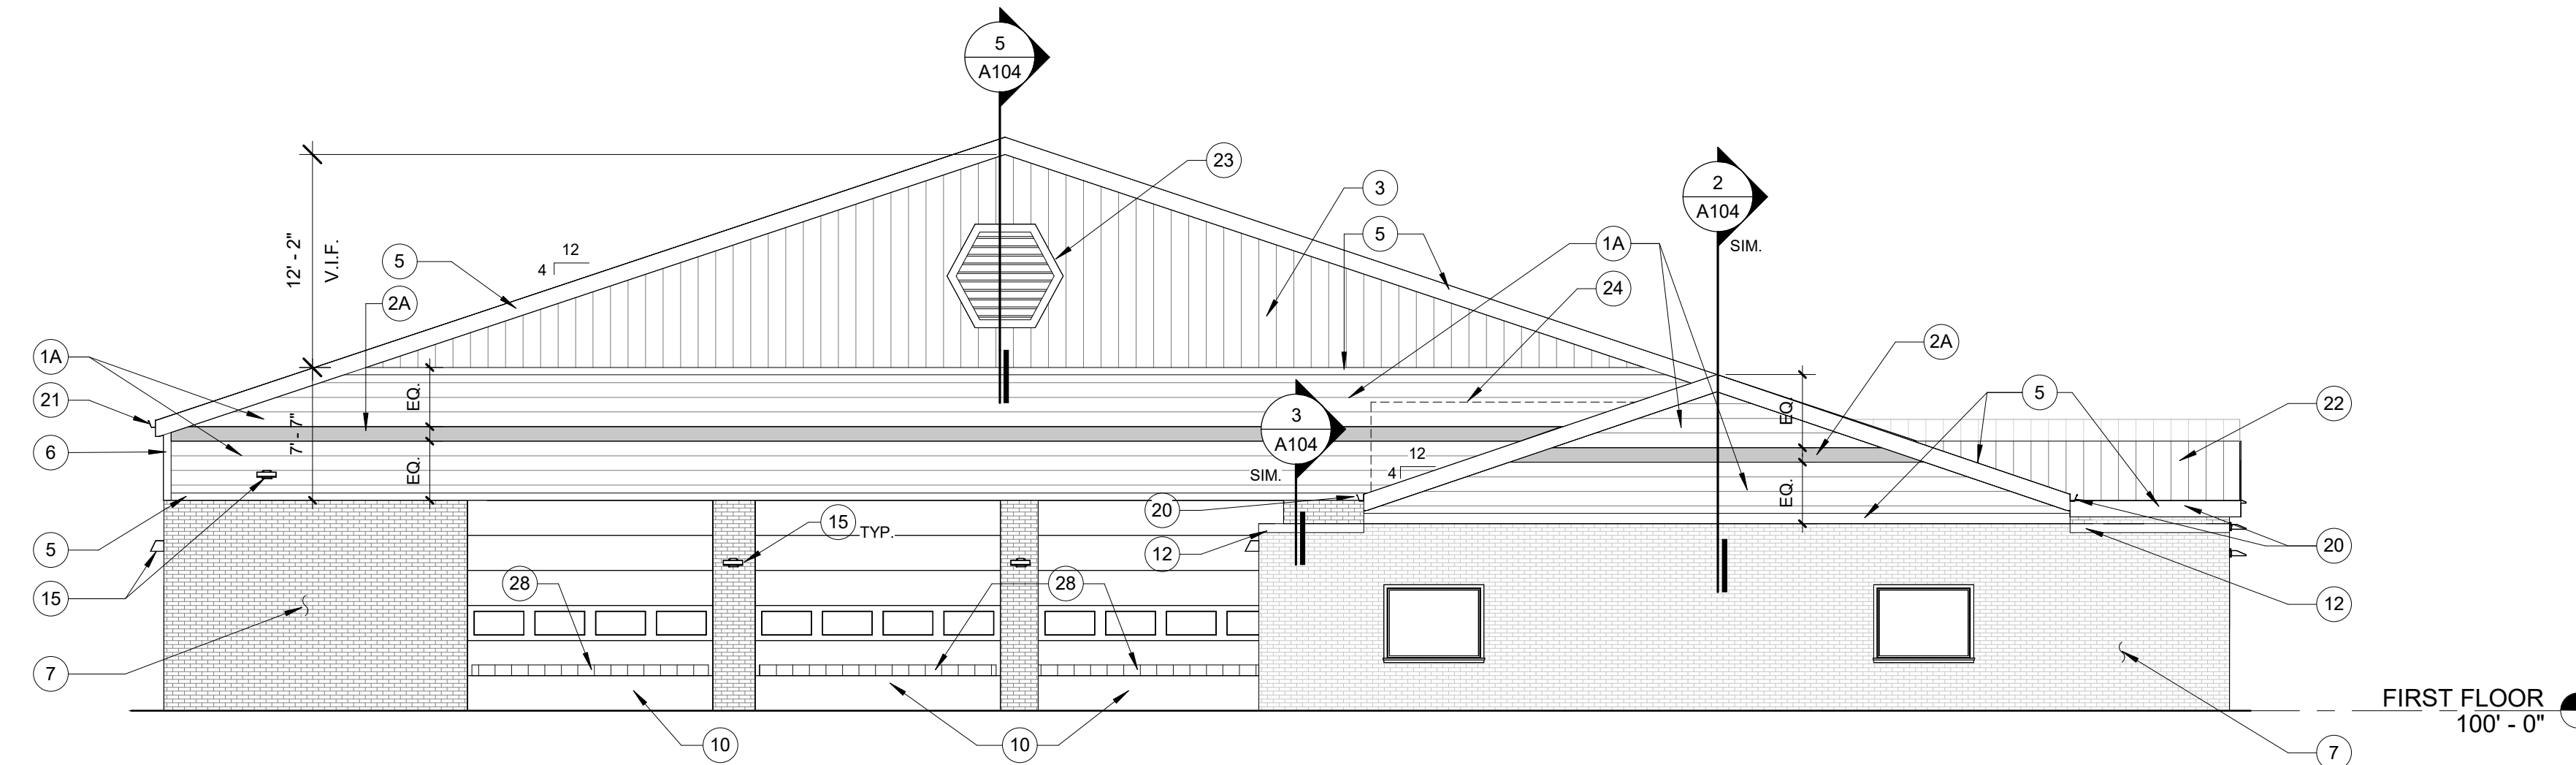 5
A104
23
3
2
A104
SIM.
12' - 2"
V.I.F.
5
12
4
5
1A
24
2A
2A
1A
EQ.
EQ.
21
3
A104
SIM.
5
22
7' - 7"
6
EQ.
12
4
EQ.
20
15
TYP.
5
12
20
15
28
28
12
7
FIRST FLOOR
100' - 0"
10
10
7